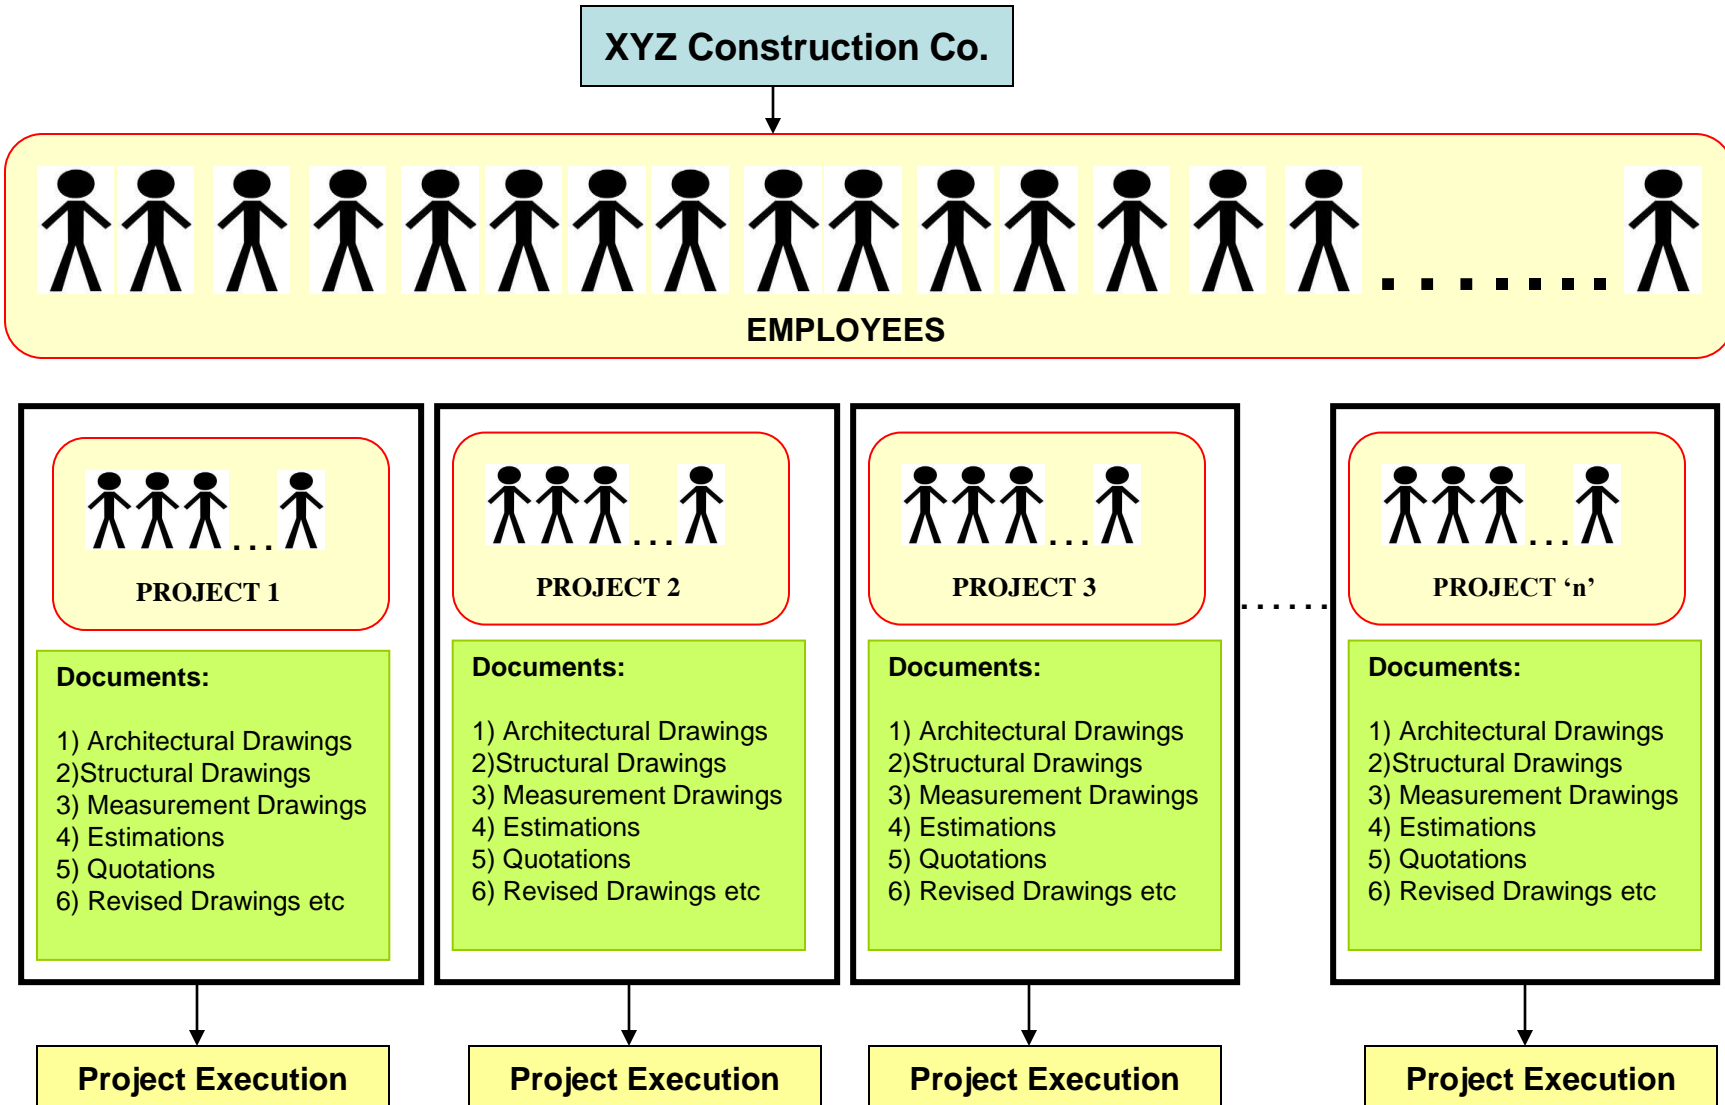 XYZ Construction Co.
EMPLOYEES
PROJECT 1
Documents:
1) Architectural Drawings
2)Structural Drawings
3) Measurement Drawings
4) Estimations
5) Quotations
6) Revised Drawings etc
Project Execution
PROJECT 2
Documents:
1) Architectural Drawings
2)Structural Drawings
3) Measurement Drawings
4) Estimations
5) Quotations
6) Revised Drawings etc
Project Execution
PROJECT 3
Documents:
1) Architectural Drawings
2)Structural Drawings
3) Measurement Drawings
4) Estimations
5) Quotations
6) Revised Drawings etc
Project Execution
PROJECT ‘n’
Documents:
1) Architectural Drawings
2)Structural Drawings
3) Measurement Drawings
4) Estimations
5) Quotations
6) Revised Drawings etc
Project Execution